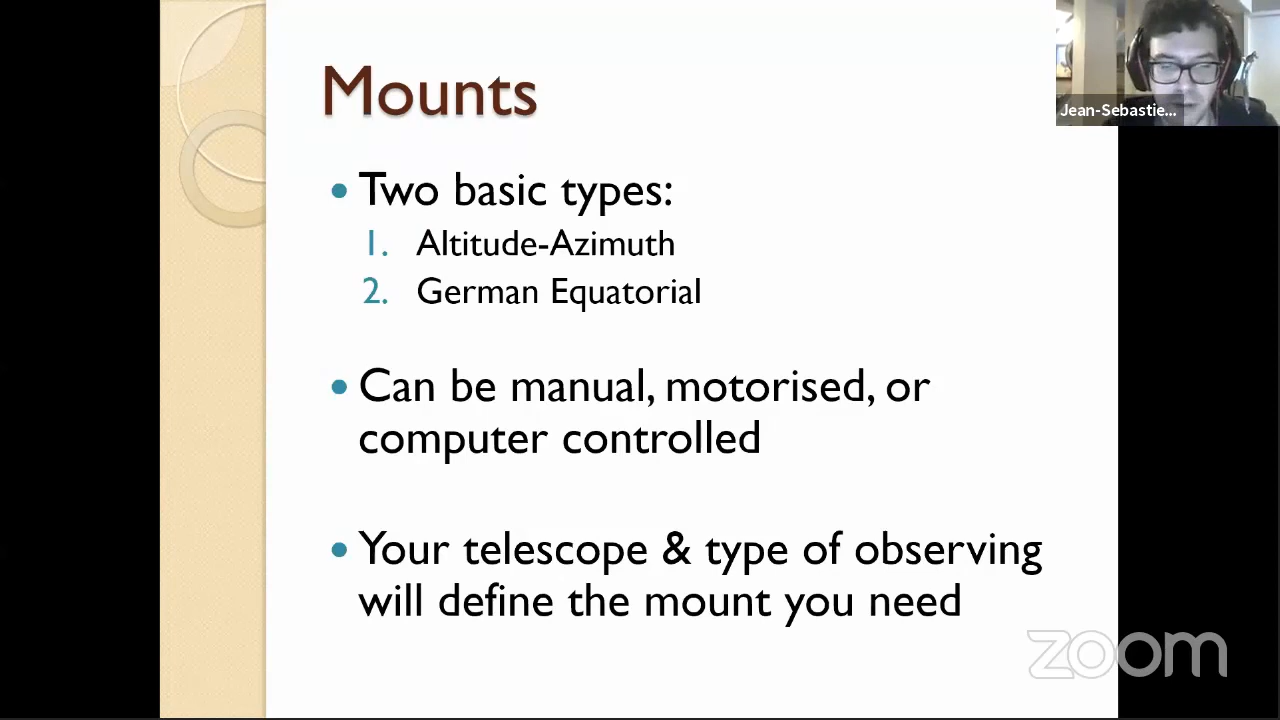 Mounts
Jean-Sebastie...
• Two basic types:
1. Altitude-Azimuth
2. German Equatorial
• Can be manual, motorised, or
computer controlled
• Your telescope & type of observing
will define the mount you need
zoom